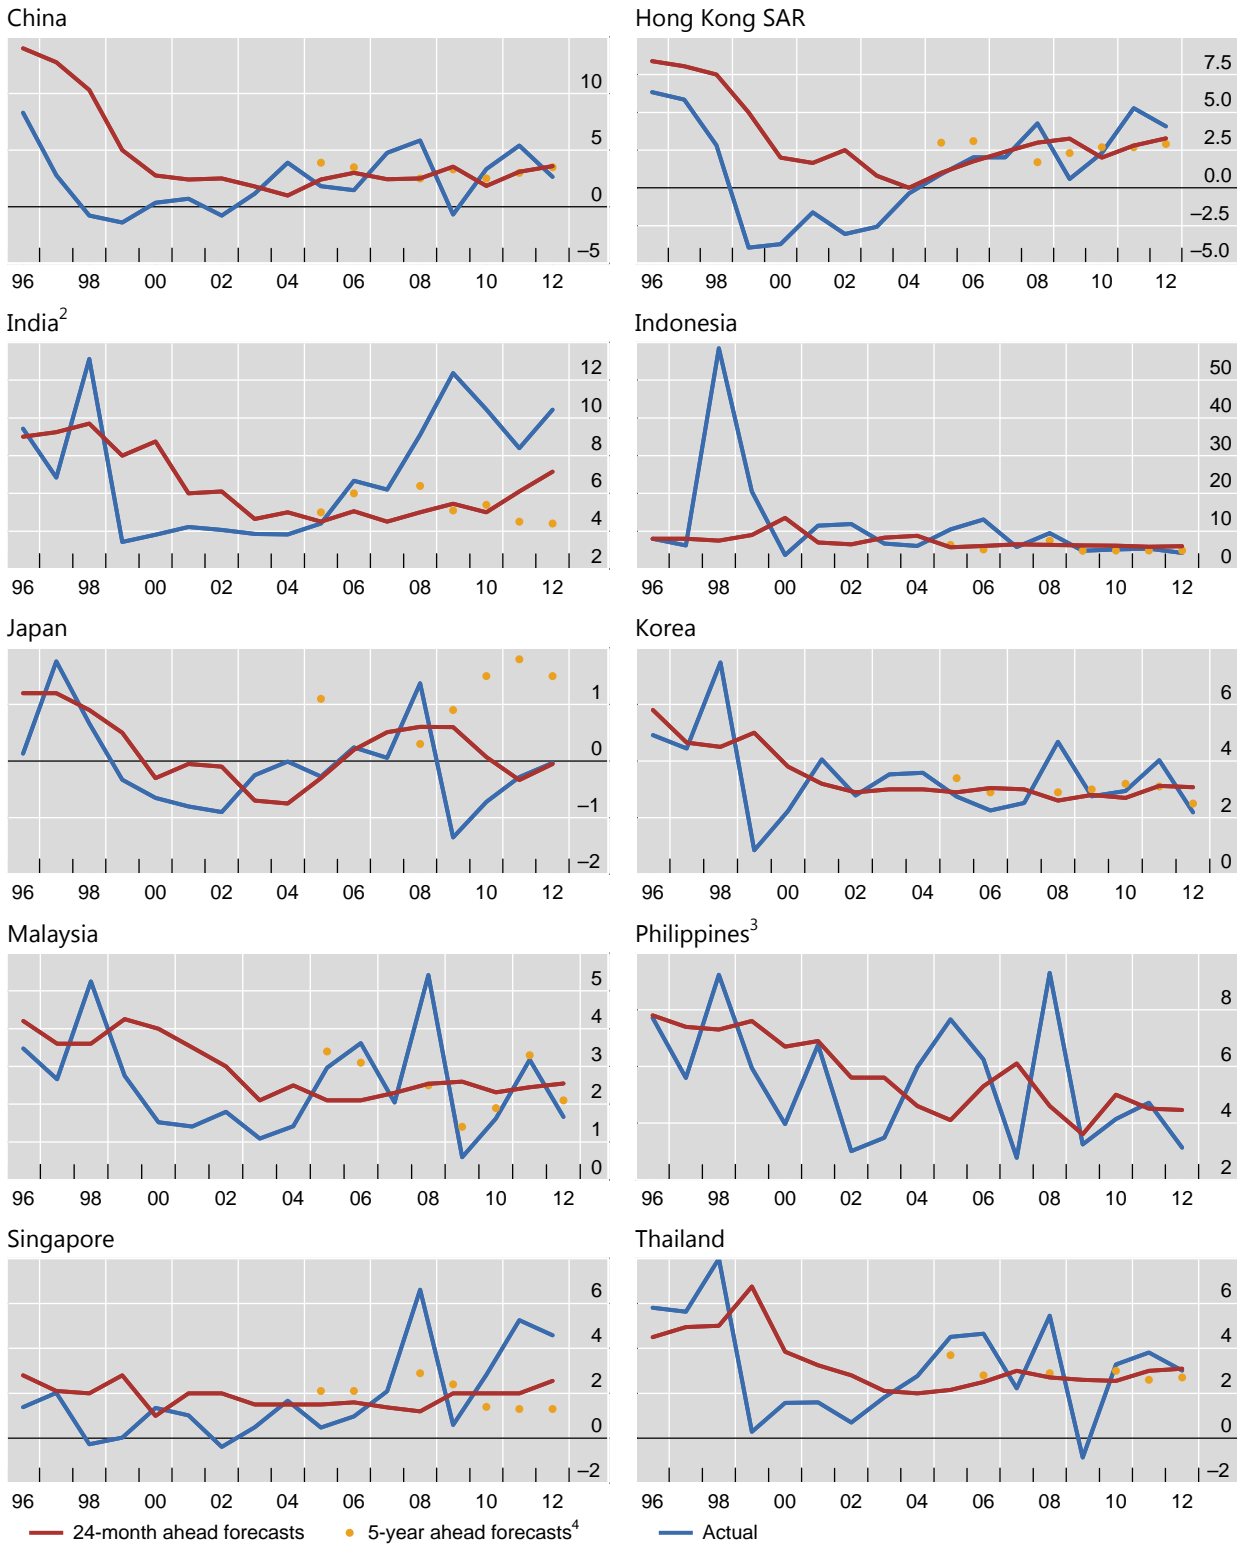 China
10
5
0
–5
96 98 00 02 04 06 08 10 12
Hong Kong SAR
7.5
5.0
2.5
0.0
–2.5
–5.0
96 98 00 02 04 06 08 10 12
India2
12
10
8
6
4
2
96 98 00 02 04 06 08 10 12
Indonesia
50
40
30
20
10
0
96 98 00 02 04 06 08 10 12
Japan
1
0
–1
–2
96 98 00 02 04 06 08 10 12
Korea
6
4
2
0
96 98 00 02 04 06 08 10 12
Malaysia
5
4
3
2
1
0
96 98 00 02 04 06 08 10 12
Philippines3
8
6
4
2
96 98 00 02 04 06 08 10 12
Singapore
6
4
2
0
–2
96 98 00 02 04 06 08 10 12
Thailand
6
4
2
0
–2
96 98 00 02 04 06 08 10 12
24-month ahead forecasts 5-year ahead forecasts4 Actual